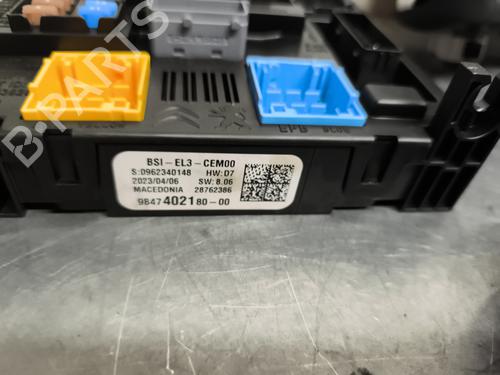 B-PARTS
BSI-EL3-CEM00
S:0962340148 HW:D7
2023/04/06 SW:8.06
MACEDONIA 28762386
9847402180-00